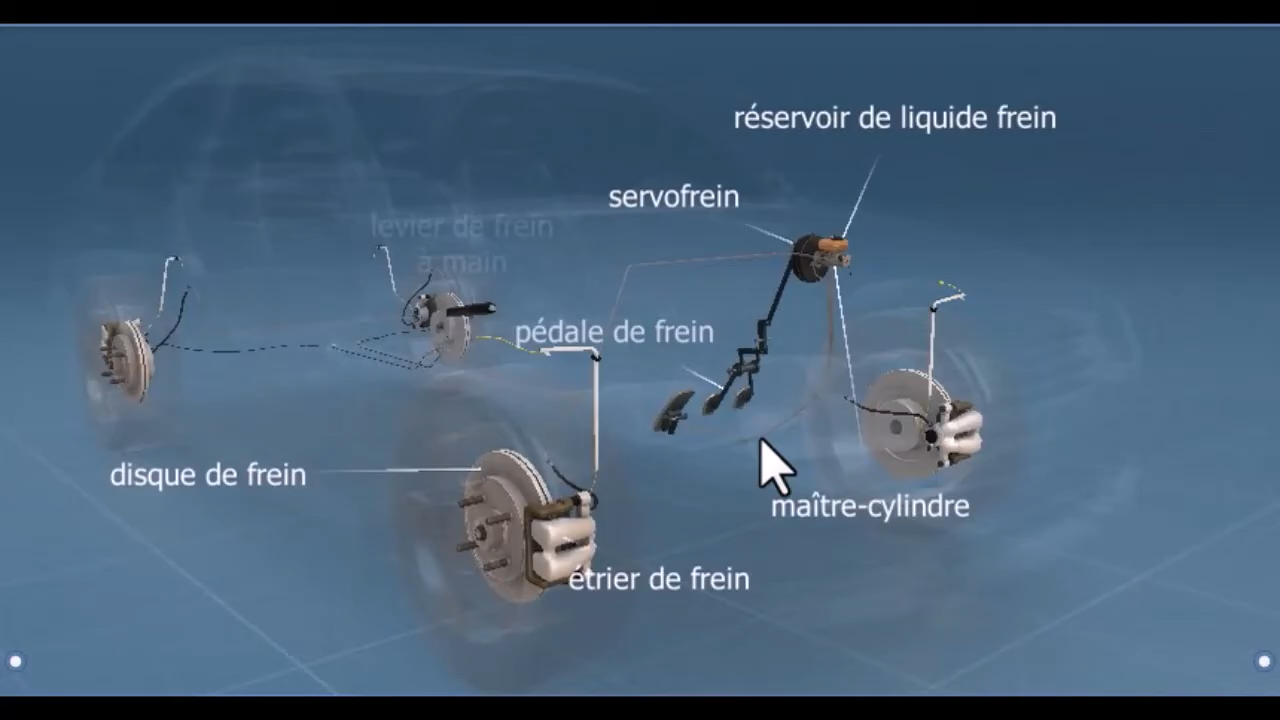 réservoir de liquide frein
servofrein
levier de frein
à main
pédale de frein
disque de frein
maître-cylindre
étrier de frein